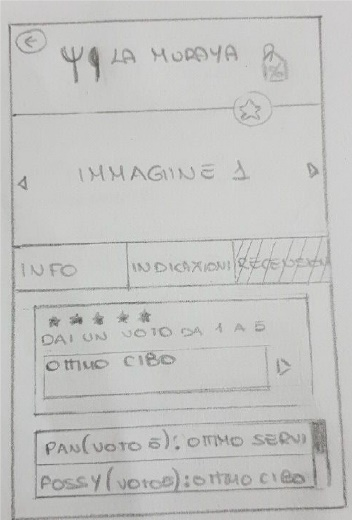 LA MURAYA %
IMMAGIINE 1
INFO INDICAZIONI RECENSIONI
DAI UN VOTO DA 1 A 5
OTTIMO CIBO
PAN(VOTO 5): OTTIMO SERVI
POSSY(VOTO5):OTTIMO CIBO